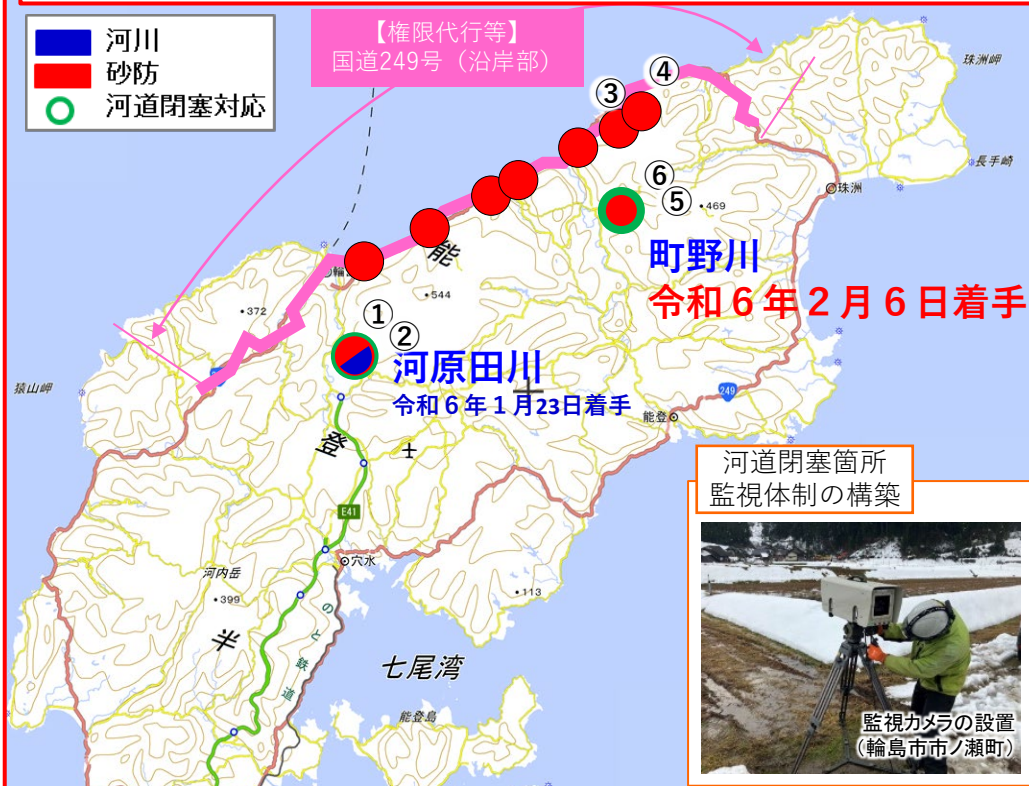 河川
砂防
河道閉塞対応
【権限代行等】
国道249号（沿岸部）
珠洲岬
③
④
長手崎
珠洲
⑥
⑤
・469
町野川
令和６年２月６日着手
能
・544
・372
①
②
河原田川
令和６年１月23日着手
猿山岬
249
能登
登
E41
穴水
河内岳
・399
・113
のと鉄道
半
七尾湾
能登島
河道閉塞箇所
監視体制の構築
監視カメラの設置
（輪島市市ノ瀬町）